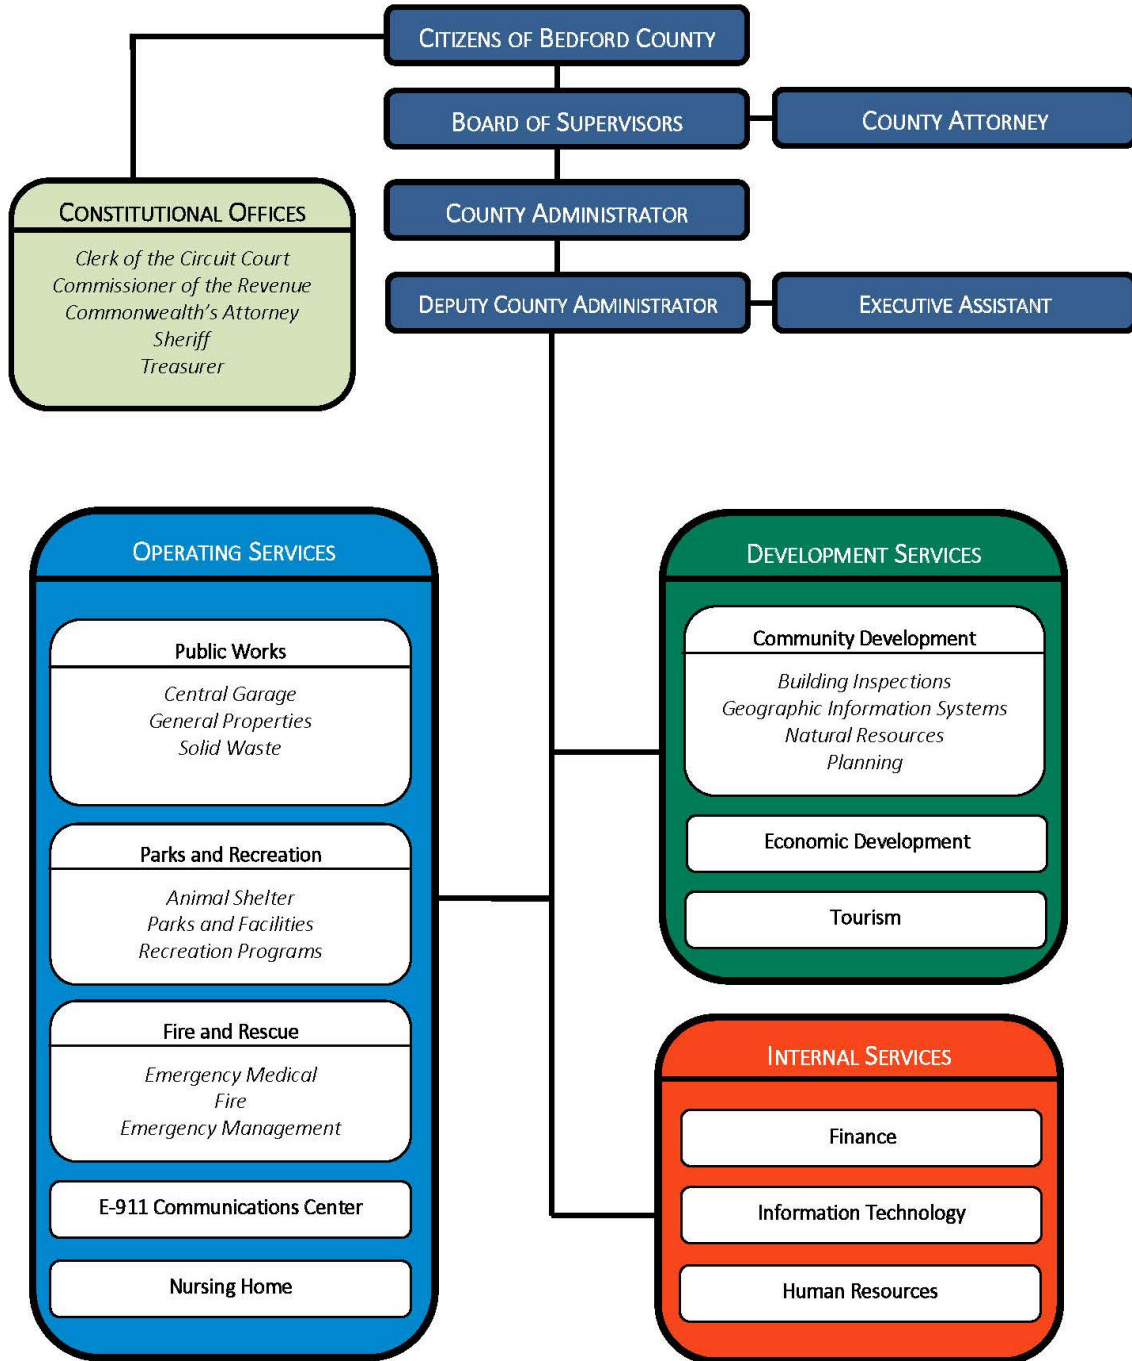 CITIZENS OF BEDFORD COUNTY
BOARD OF SUPERVISORS
COUNTY ATTORNEY
COUNTY ADMINISTRATOR
DEPUTY COUNTY ADMINISTRATOR
EXECUTIVE ASSISTANT
CONSTITUTIONAL OFFICES
Clerk of the Circuit Court
Commissioner of the Revenue
Commonwealth's Attorney
Sheriff
Treasurer
OPERATING SERVICES
Public Works
Central Garage
General Properties
Solid Waste
Parks and Recreation
Animal Shelter
Parks and Facilities
Recreation Programs
Fire and Rescue
Emergency Medical
Fire
Emergency Management
E-911 Communications Center
Nursing Home
DEVELOPMENT SERVICES
Community Development
Building Inspections
Geographic Information Systems
Natural Resources
Planning
Economic Development
Tourism
INTERNAL SERVICES
Finance
Information Technology
Human Resources